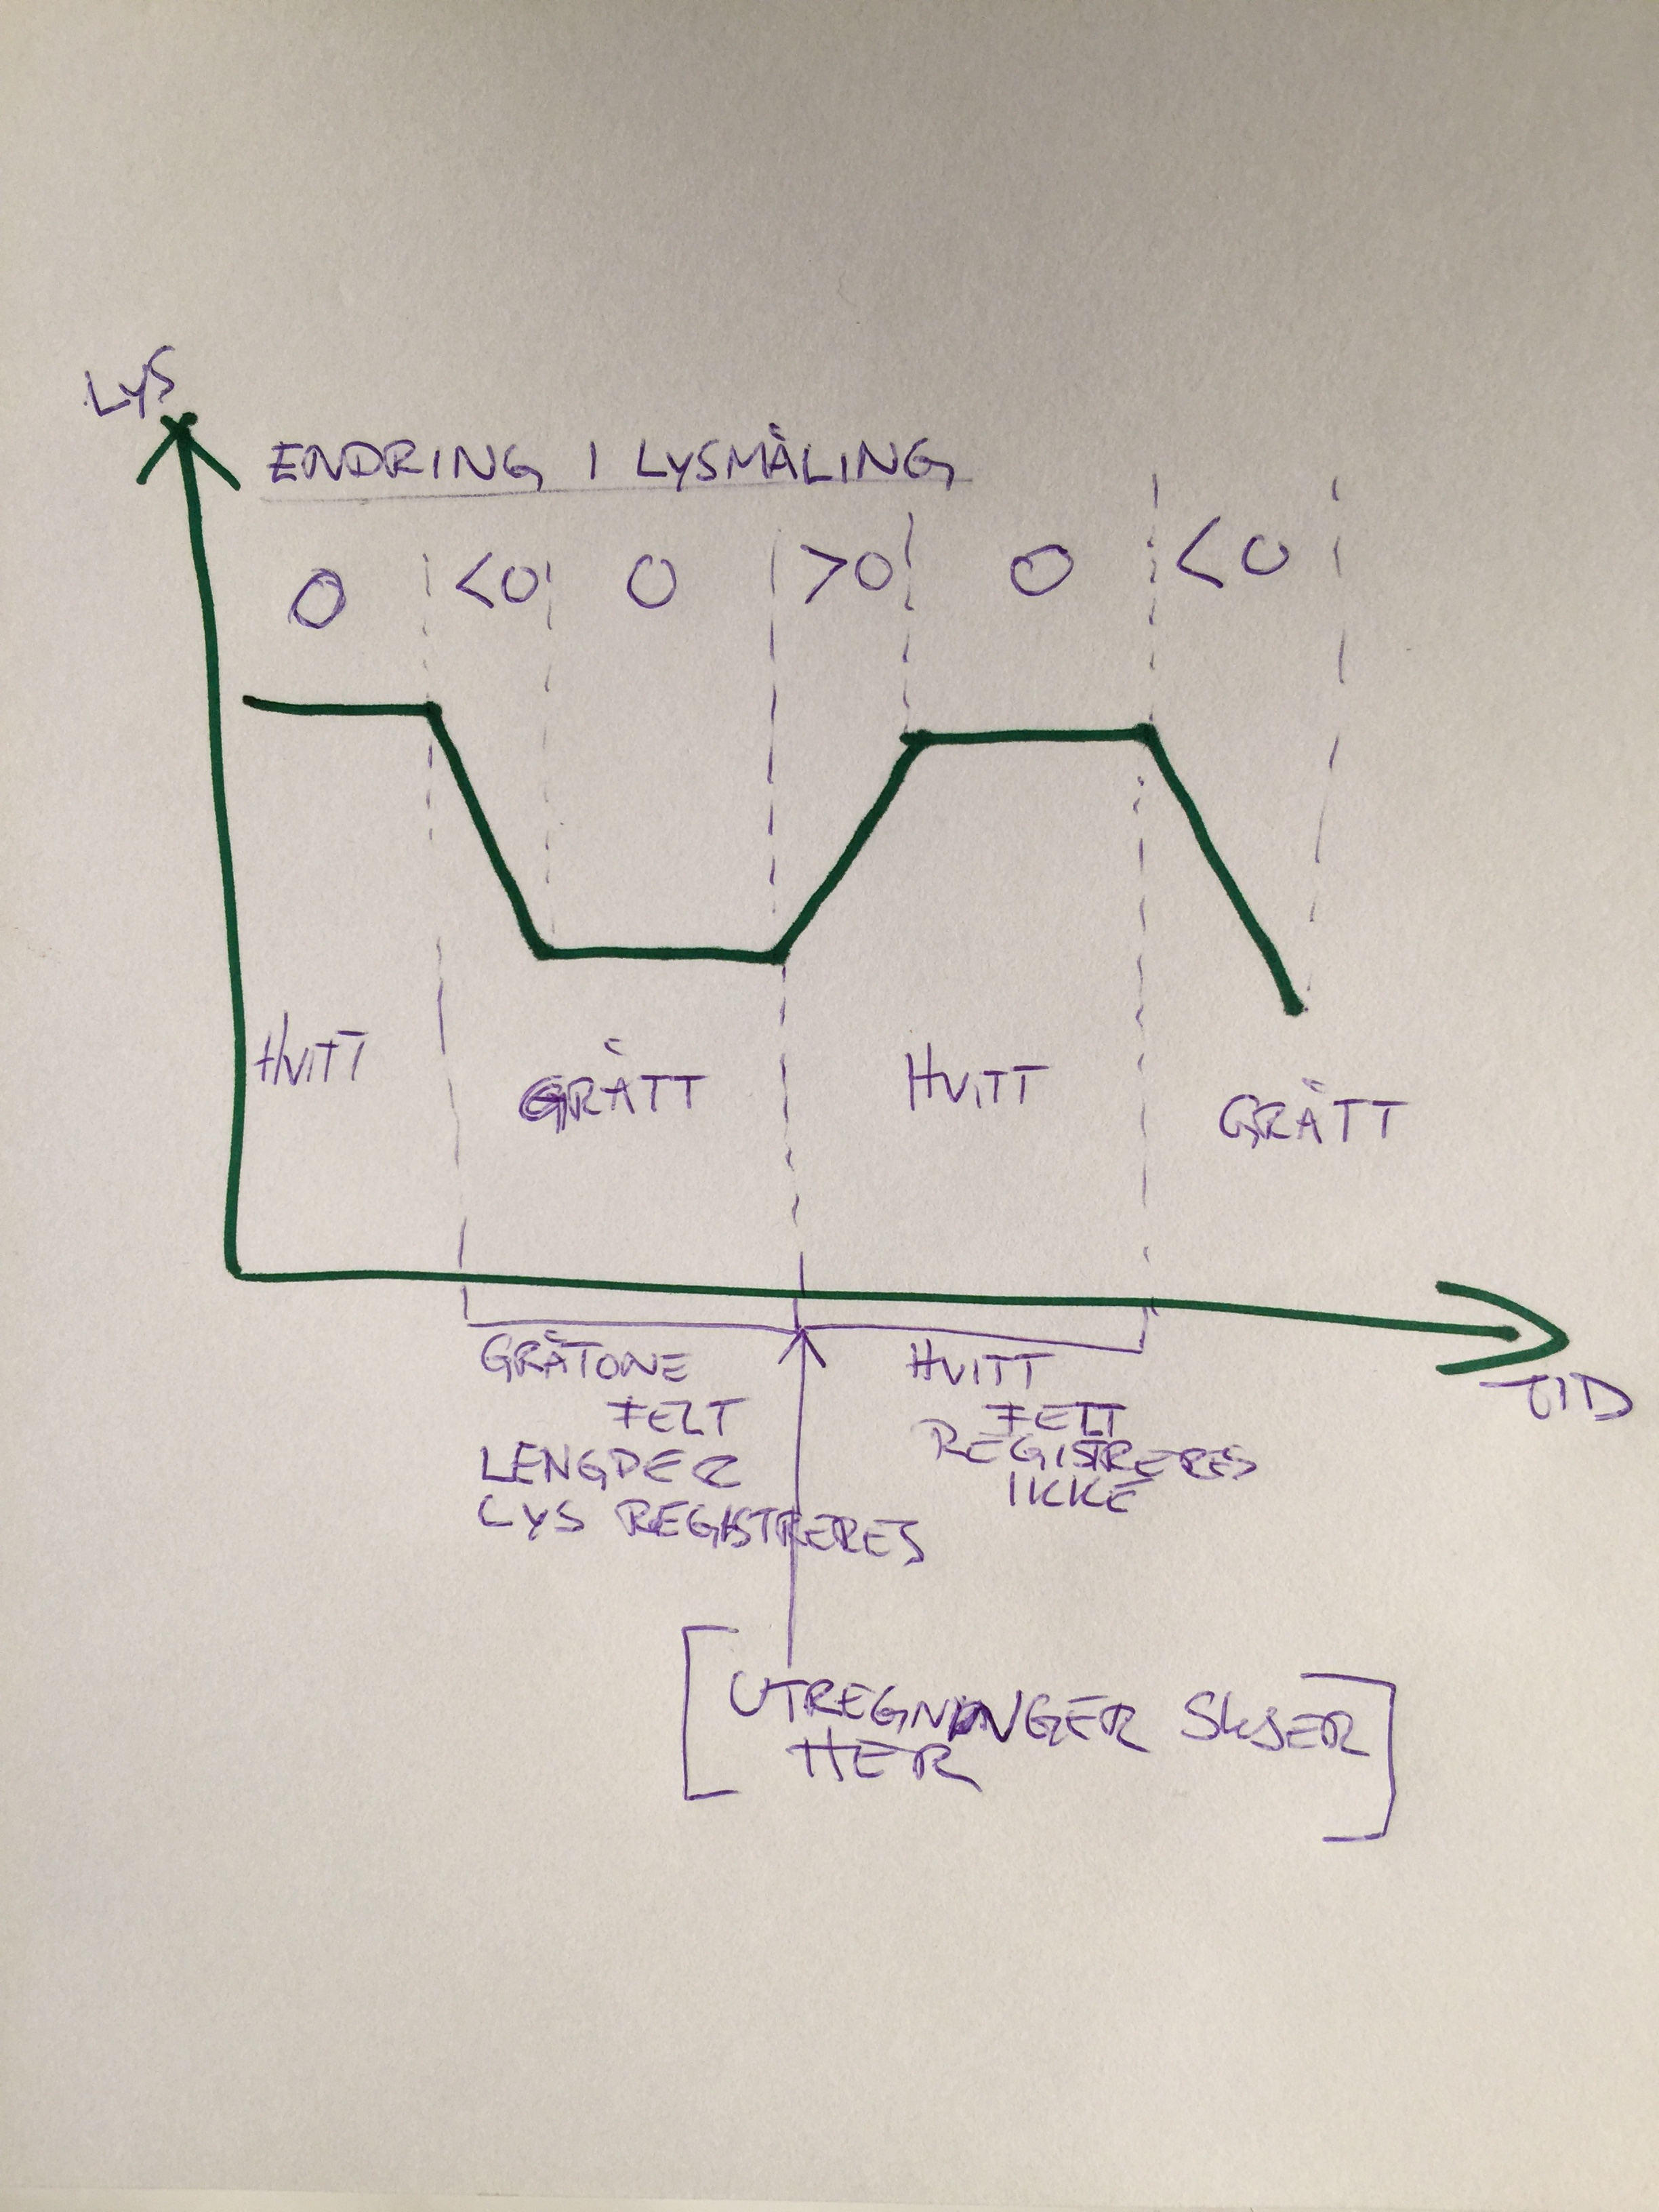 LYS
ENDRING I LYSMÅLING
0 <0 0 >0 0 <0
HVITT GRÅTT HVITT GRÅTT
TID
GRÅTONE
FELT
LENGDER
LYS REGISTRERES
HVITT
FELT
REGISTRERES
IKKE
[UTREGNINGER SKJER
HER]